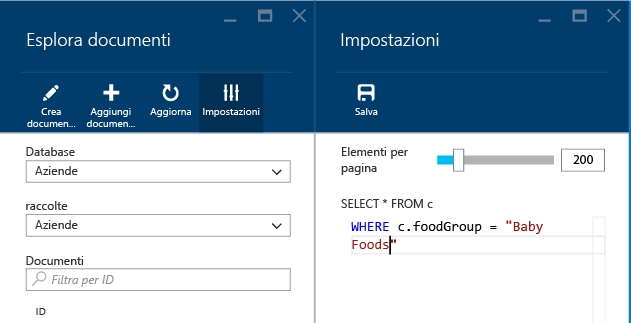 Esplora documenti
Crea documen...
Aggiungi documen...
Aggiorna
Impostazioni
Database
Aziende
raccolte
Aziende
Documenti
Filtra per ID
ID
Impostazioni
Salva
Elementi per
pagina
200
SELECT * FROM c
WHERE c.foodGroup = "Baby
Foods"